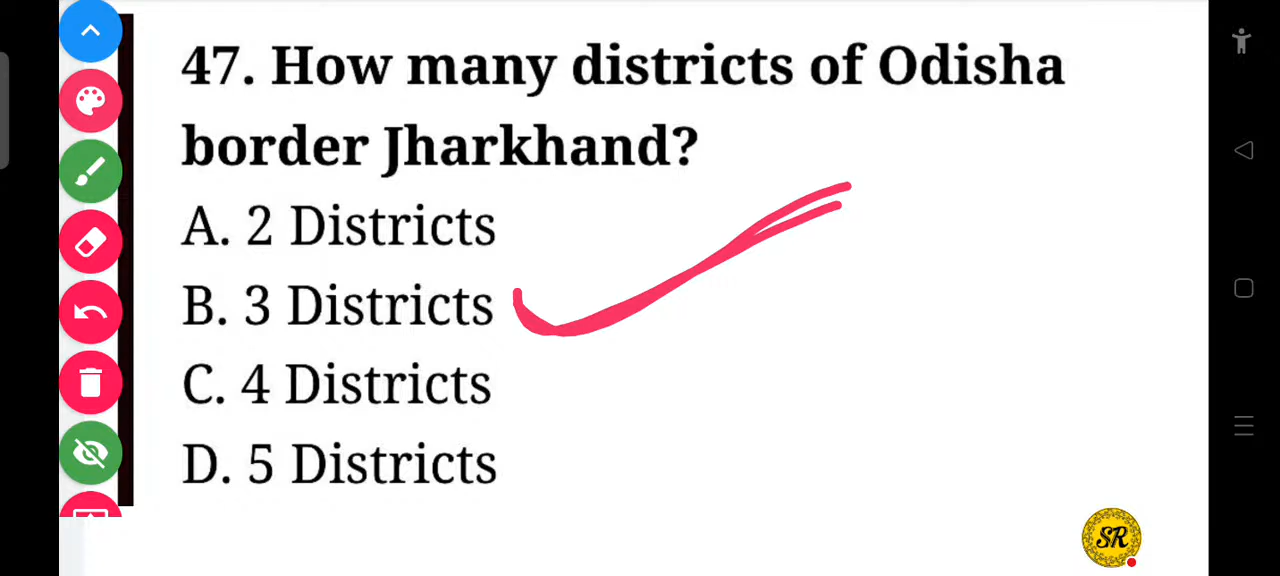 47. How many districts of Odisha
border Jharkhand?
A. 2 Districts
B. 3 Districts
C. 4 Districts
D. 5 Districts
SR